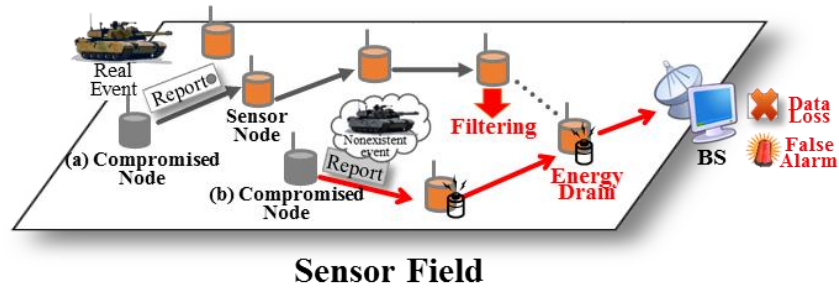 Real
Event
Report
Sensor
Node
(a) Compromised
Node
Filtering
Nonexistent
event
Report
(b) Compromised
Node
Energy
Drain
BS
Data
Loss
False
Alarm
Sensor Field